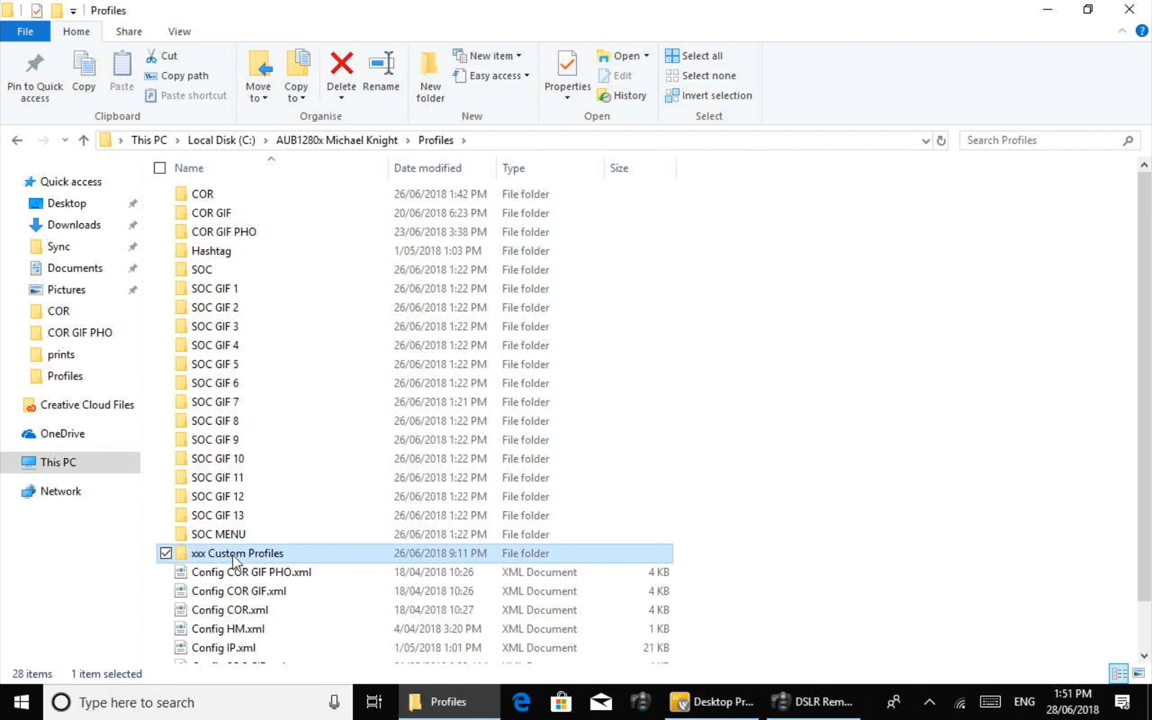 Profiles
File Home Share View
Pin to Quick access
Copy
Paste
Cut
Copy path
Paste shortcut
Clipboard
Move to
Copy to
Delete
Rename
Organise
New folder
New item
Easy access
New
Properties
Open
Edit
History
Open
Select all
Select none
Invert selection
Select
This PC > Local Disk (C:) > AUB1280x Michael Knight > Profiles >
Search Profiles
Name Date modified Type Size
Quick access
Desktop
Downloads
Sync
Documents
Pictures
COR
COR GIF PHO
prints
Profiles
Creative Cloud Files
OneDrive
This PC
Network
COR 26/06/2018 1:42 PM File folder
COR GIF 20/06/2018 6:23 PM File folder
COR GIF PHO 23/06/2018 3:38 PM File folder
Hashtag 1/05/2018 1:03 PM File folder
SOC 26/06/2018 1:22 PM File folder
SOC GIF 1 26/06/2018 1:22 PM File folder
SOC GIF 2 26/06/2018 1:22 PM File folder
SOC GIF 3 26/06/2018 1:22 PM File folder
SOC GIF 4 26/06/2018 1:22 PM File folder
SOC GIF 5 26/06/2018 1:22 PM File folder
SOC GIF 6 26/06/2018 1:22 PM File folder
SOC GIF 7 26/06/2018 1:21 PM File folder
SOC GIF 8 26/06/2018 1:22 PM File folder
SOC GIF 9 26/06/2018 1:22 PM File folder
SOC GIF 10 26/06/2018 1:22 PM File folder
SOC GIF 11 26/06/2018 1:22 PM File folder
SOC GIF 12 26/06/2018 1:22 PM File folder
SOC GIF 13 26/06/2018 1:22 PM File folder
SOC MENU 26/06/2018 1:22 PM File folder
xxx Custom Profiles 26/06/2018 9:11 PM File folder
Config COR GIF PHO.xml 18/04/2018 10:26 XML Document 4 KB
Config COR GIF.xml 18/04/2018 10:26 XML Document 4 KB
Config COR.xml 18/04/2018 10:27 XML Document 4 KB
Config HM.xml 4/04/2018 3:20 PM XML Document 1 KB
Config IP.xml 1/05/2018 1:01 PM XML Document 21 KB
28 items 1 item selected
Type here to search
Profiles
Desktop Pr...
DSLR Rem...
ENG
1:51 PM
28/06/2018